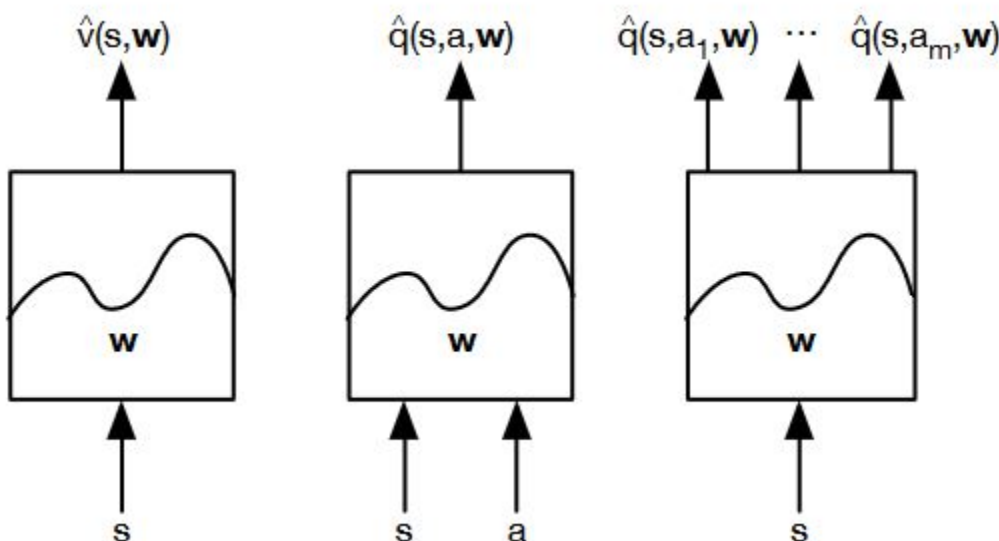 v̂(s,w) q̂(s,a,w) q̂(s,a₁,w) ··· q̂(s,aₘ,w)
w w w
s s a s